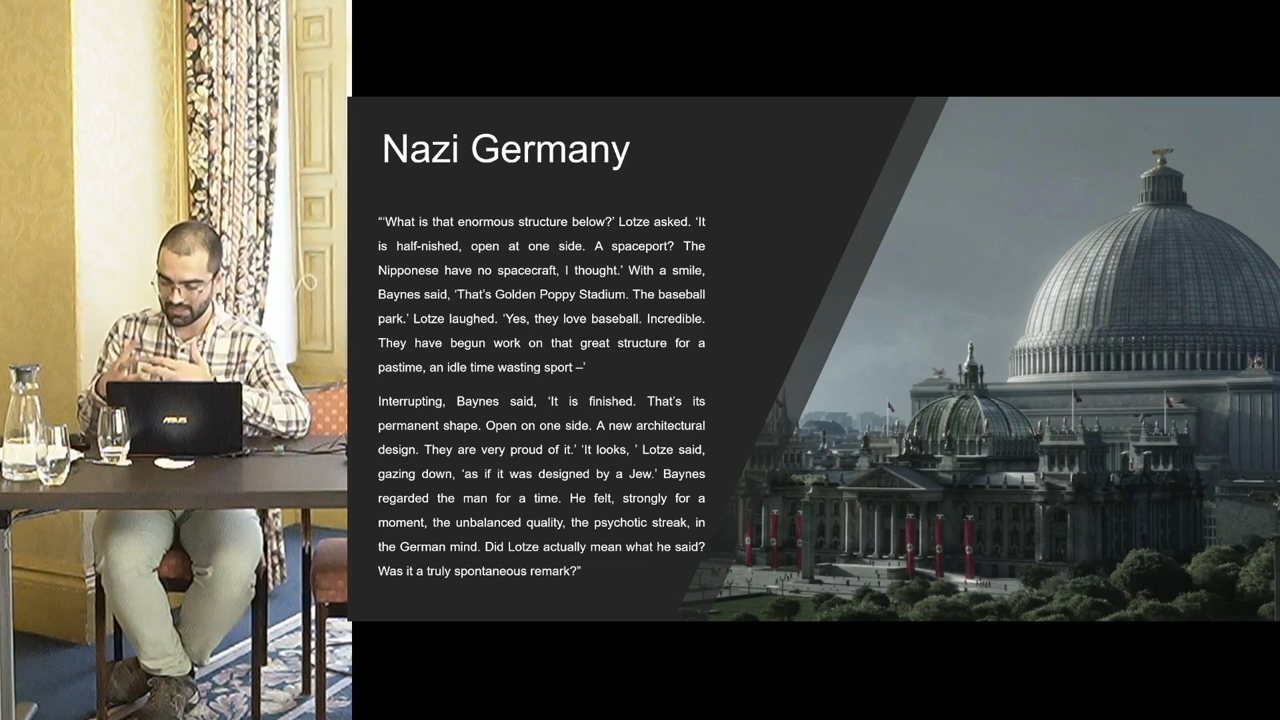 Nazi Germany
“‘What is that enormous structure below?’ Lotze asked. ‘It
is half-nished, open at one side. A spaceport? The
Nipponese have no spacecraft, I thought.’ With a smile,
Baynes said, ‘That’s Golden Poppy Stadium. The baseball
park.’ Lotze laughed. ‘Yes, they love baseball. Incredible.
They have begun work on that great structure for a
pastime, an idle time wasting sport –’
Interrupting, Baynes said, ‘It is finished. That’s its
permanent shape. Open on one side. A new architectural
design. They are very proud of it.’ ‘It looks, ’ Lotze said,
gazing down, ‘as if it was designed by a Jew.’ Baynes
regarded the man for a time. He felt, strongly for a
moment, the unbalanced quality, the psychotic streak, in
the German mind. Did Lotze actually mean what he said?
Was it a truly spontaneous remark?”
ASUS